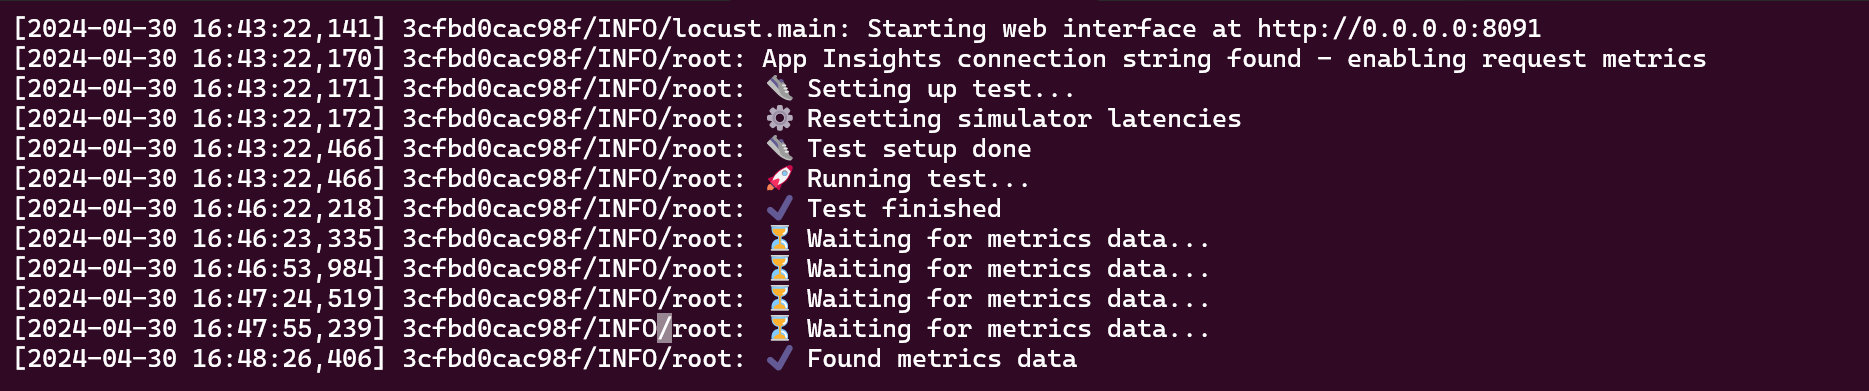 [2024-04-30 16:43:22,141] 3cfbd0cac98f/INFO/locust.main: Starting web interface at http://0.0.0.0:8091
[2024-04-30 16:43:22,170] 3cfbd0cac98f/INFO/root: App Insights connection string found - enabling request metrics
[2024-04-30 16:43:22,171] 3cfbd0cac98f/INFO/root: 👟 Setting up test...
[2024-04-30 16:43:22,172] 3cfbd0cac98f/INFO/root: ⚙️ Resetting simulator latencies
[2024-04-30 16:43:22,466] 3cfbd0cac98f/INFO/root: 👟 Test setup done
[2024-04-30 16:43:22,466] 3cfbd0cac98f/INFO/root: 🚀 Running test...
[2024-04-30 16:46:22,218] 3cfbd0cac98f/INFO/root: ✔️ Test finished
[2024-04-30 16:46:23,335] 3cfbd0cac98f/INFO/root: ⏳ Waiting for metrics data...
[2024-04-30 16:46:53,984] 3cfbd0cac98f/INFO/root: ⏳ Waiting for metrics data...
[2024-04-30 16:47:24,519] 3cfbd0cac98f/INFO/root: ⏳ Waiting for metrics data...
[2024-04-30 16:47:55,239] 3cfbd0cac98f/INFO/root: ⏳ Waiting for metrics data...
[2024-04-30 16:48:26,406] 3cfbd0cac98f/INFO/root: ✔️ Found metrics data